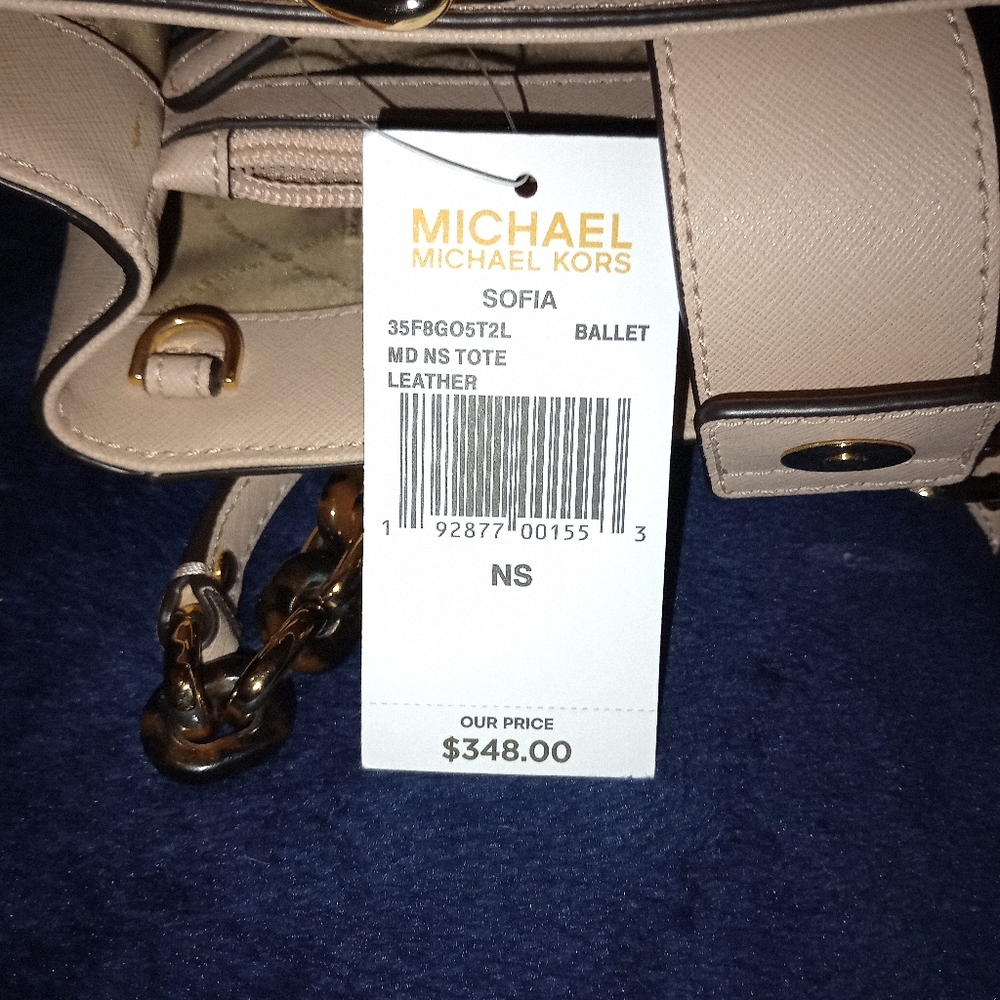 MICHAEL
MICHAEL KORS
SOFIA
35F8GO5T2L BALLET
MD NS TOTE
LEATHER
1 92877 00155 3
NS
OUR PRICE
$348.00